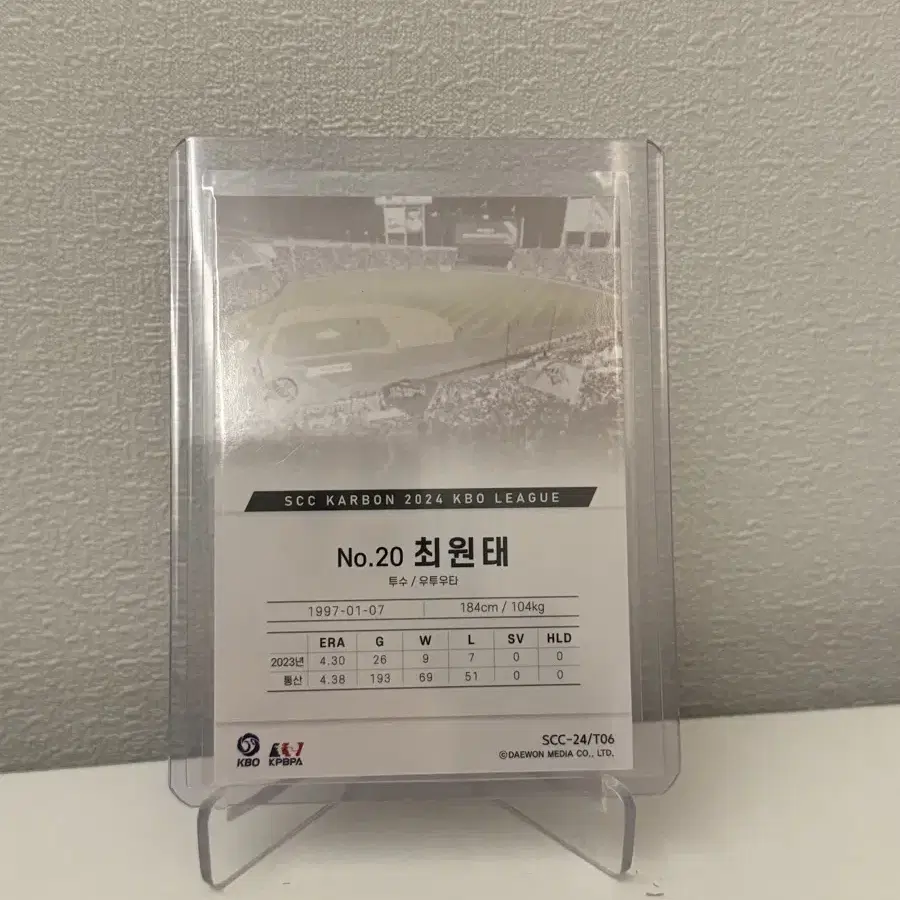 SCC KARBON 2024 KBO LEAGUE
No.20 최원태
투수 / 우투우타
1997-01-07 184cm / 104kg
ERA G W L SV HLD
2023년 4.30 26 9 7 0 0
통산 4.38 193 69 51 0 0
KBO KPBPA
SCC-24/T06
©DAEWON MEDIA CO., LTD.